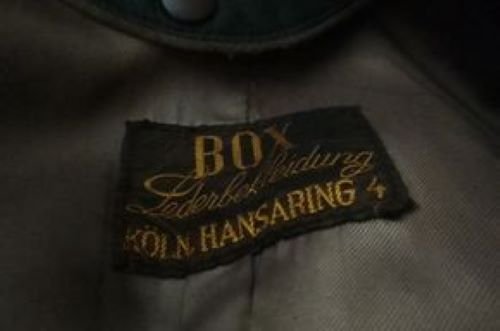 BOX
Lederbekleidung
KÖLN, HANSARING 4